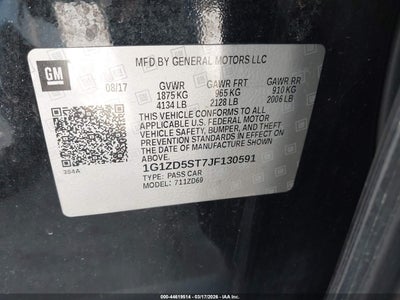 MFD BY GENERAL MOTORS LLC
GM
08/17 GVWR GAWR FRT GAWR RR
1875 KG 965 KG 910 KG
4134 LB 2128 LB 2006 LB
THIS VEHICLE CONFORMS TO ALL
APPLICABLE U.S. FEDERAL MOTOR
VEHICLE SAFETY, BUMPER, AND THEFT
PREVENTION STANDARDS IN EFFECT
ON THE DATE OF MANUFACTURE
SHOWN ABOVE.
1G1ZD5ST7JF130591
TYPE: PASS CAR
MODEL: 711ZD69
384A
000-44619514 - 03/17/2026 - IAA